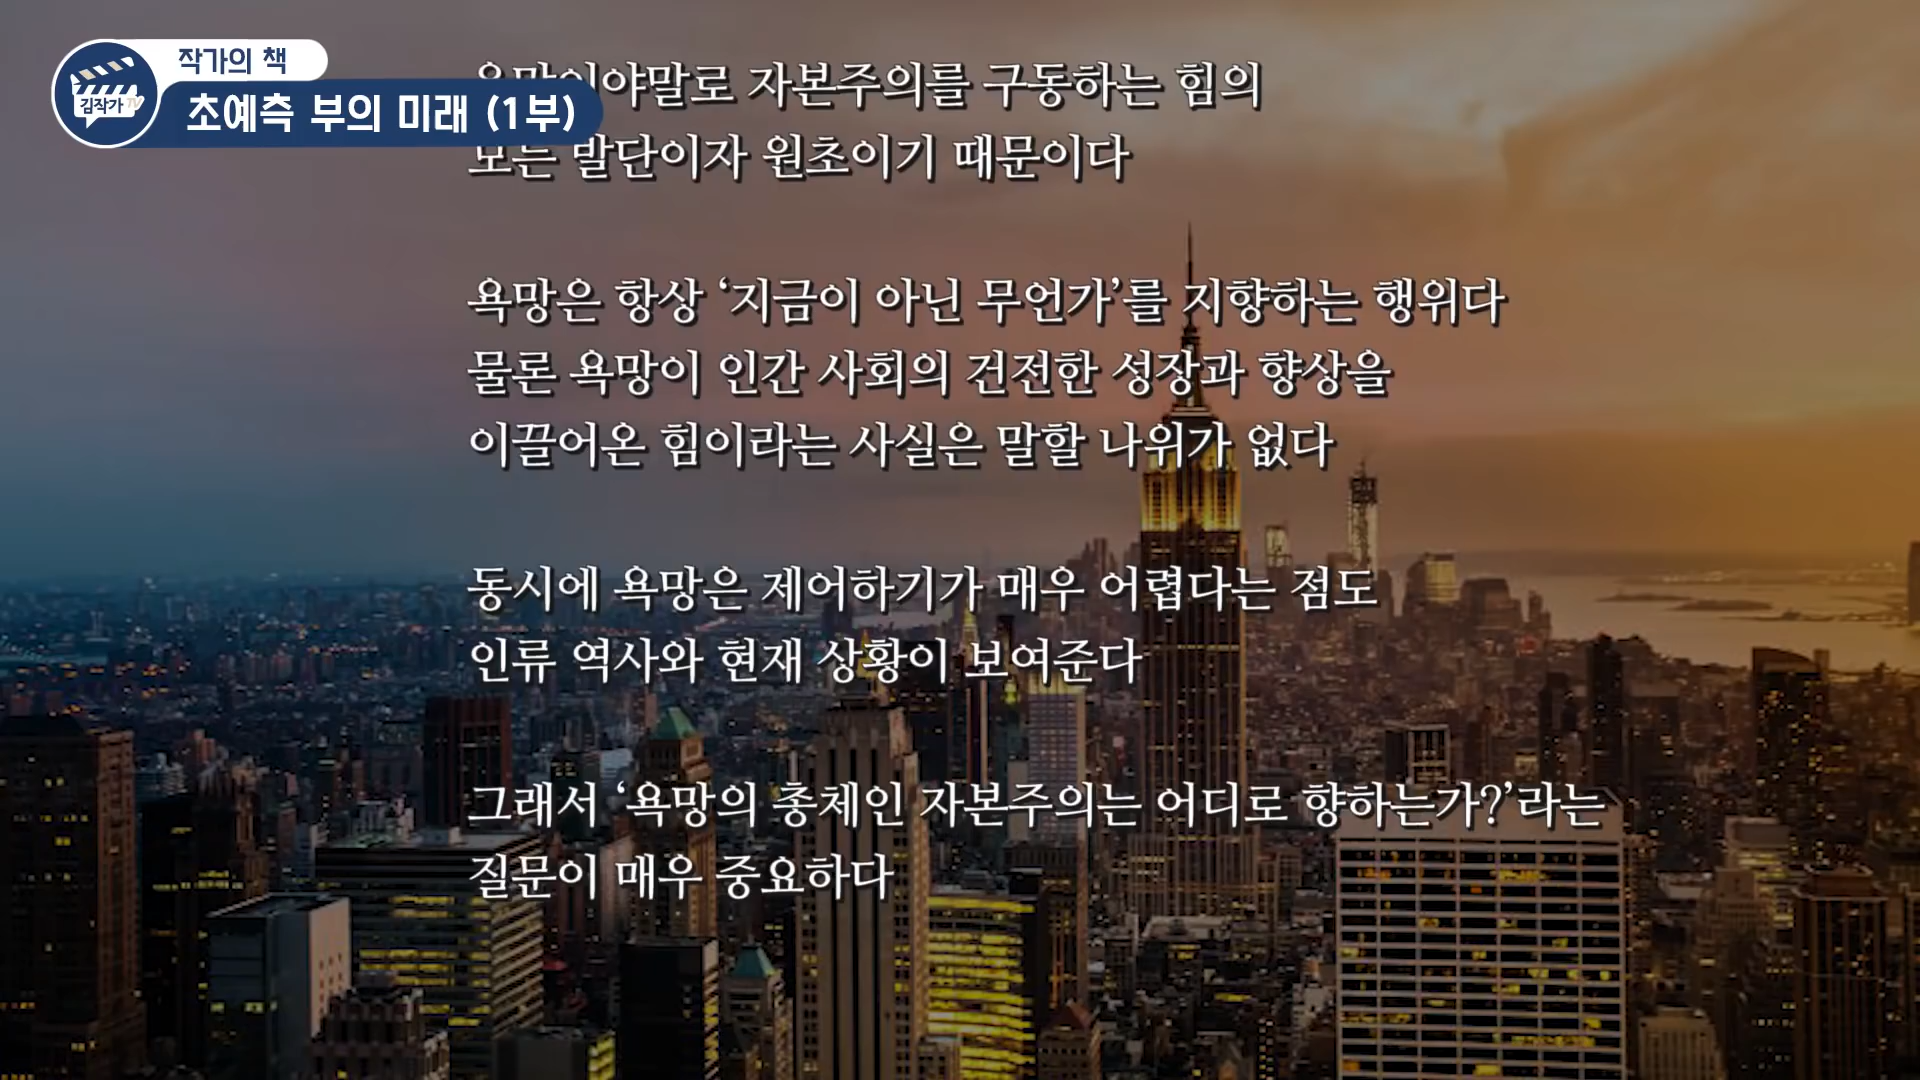 작가의 책
김작가 TV
초예측 부의 미래 (1부)
자본주의를 구동하는 힘의
발단이자 원초이기 때문이다
욕망은 항상 ‘지금이 아닌 무언가’를 지향하는 행위다
물론 욕망이 인간 사회의 건전한 성장과 향상을
이끌어온 힘이라는 사실은 말할 나위가 없다
동시에 욕망은 제어하기가 매우 어렵다는 점도
인류 역사와 현재 상황이 보여준다
그래서 ‘욕망의 총체인 자본주의는 어디로 향하는가?’라는
질문이 매우 중요하다